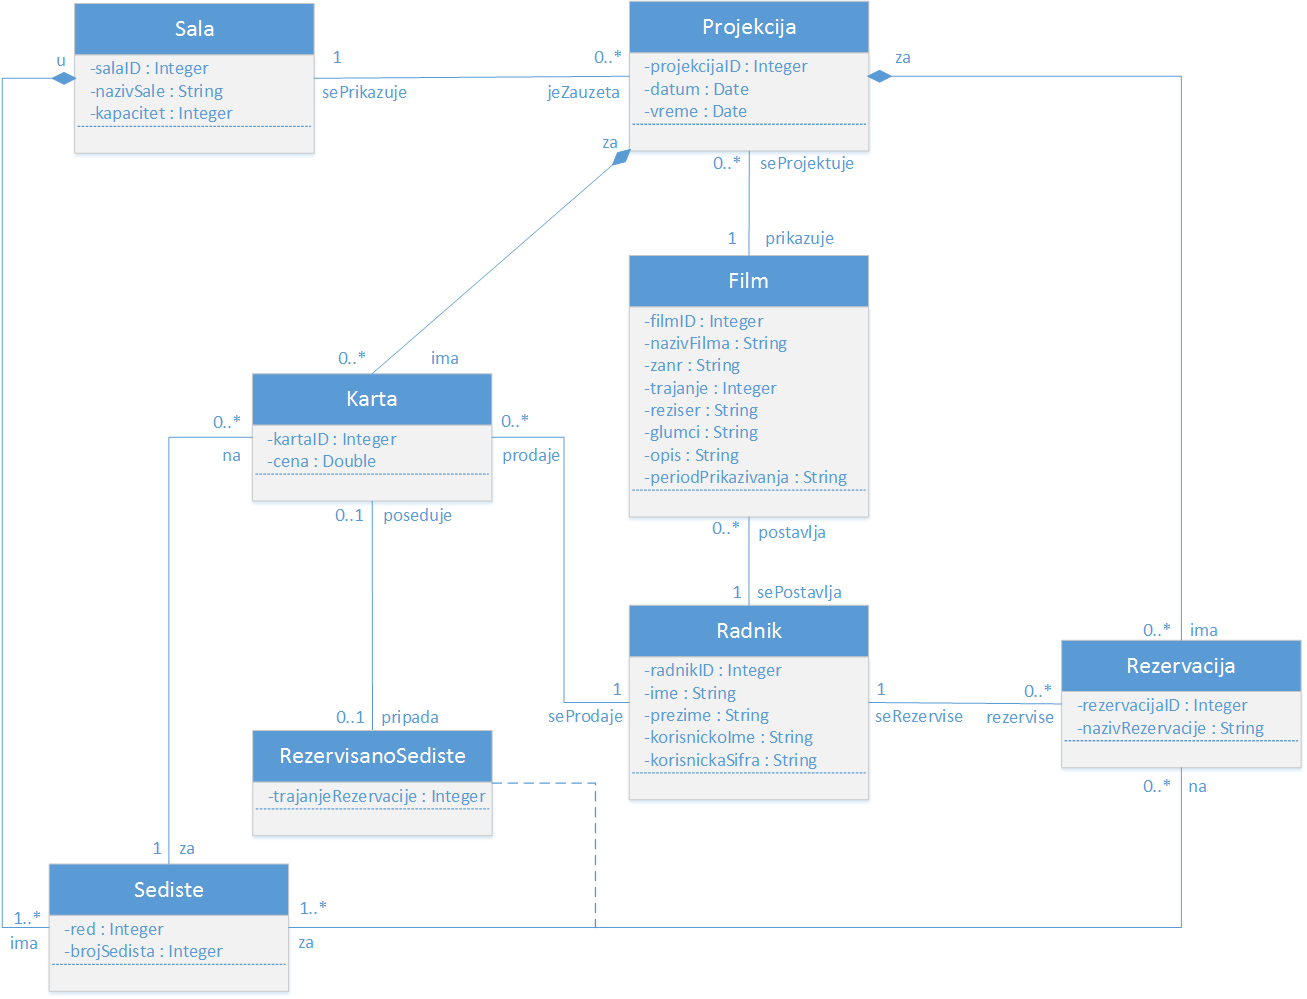 Sala
-salaID : Integer
-nazivSale : String
-kapacitet : Integer
u
1
sePrikazuje
0..*
jeZauzeta
Projekcija
-projekcijaID : Integer
-datum : Date
-vreme : Date
za
za
0..*
seProjektuje
1
prikazuje
Film
-filmID : Integer
-nazivFilma : String
-zanr : String
-trajanje : Integer
-reziser : String
-glumci : String
-opis : String
-periodPrikazivanja : String
0..*
ima
Karta
-kartaID : Integer
-cena : Double
0..*
na
0..*
prodaje
0..1
poseduje
0..*
postavlja
1
sePostavlja
Radnik
-radnikID : Integer
-ime : String
-prezime : String
-korisnickoIme : String
-korisnickaSifra : String
1
seProdaje
1
seRezervise
0..*
rezervise
0..*
ima
Rezervacija
-rezervacijaID : Integer
-nazivRezervacije : String
0..*
na
0..1
pripada
RezervisanoSediste
-trajanjeRezervacije : Integer
1
za
Sediste
-red : Integer
-brojSedista : Integer
1..*
ima
1..*
za